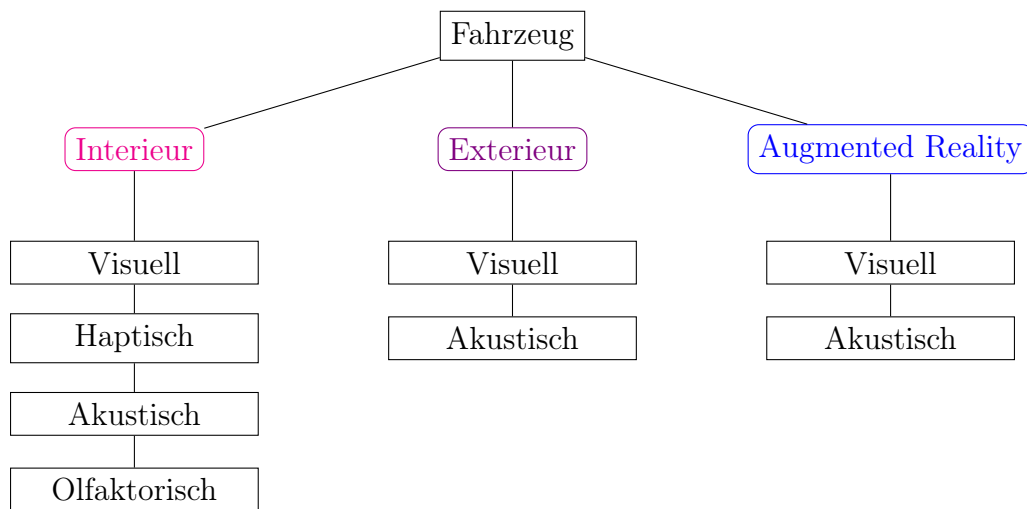 Fahrzeug
Interieur
Exterieur
Augmented Reality
Visuell
Visuell
Visuell
Haptisch
Akustisch
Akustisch
Akustisch
Olfaktorisch